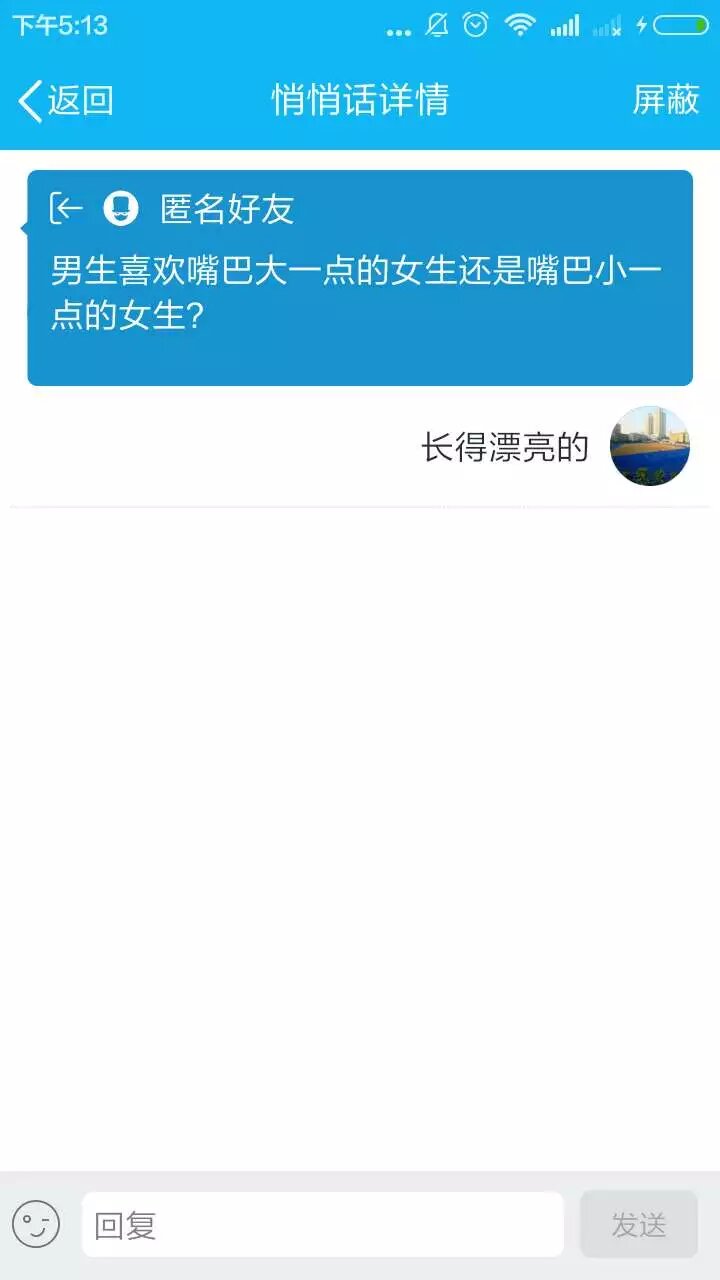 下午5:13
返回
悄悄话详情
屏蔽
匿名好友
男生喜欢嘴巴大一点的女生还是嘴巴小一
点的女生?
长得漂亮的
回复
发送